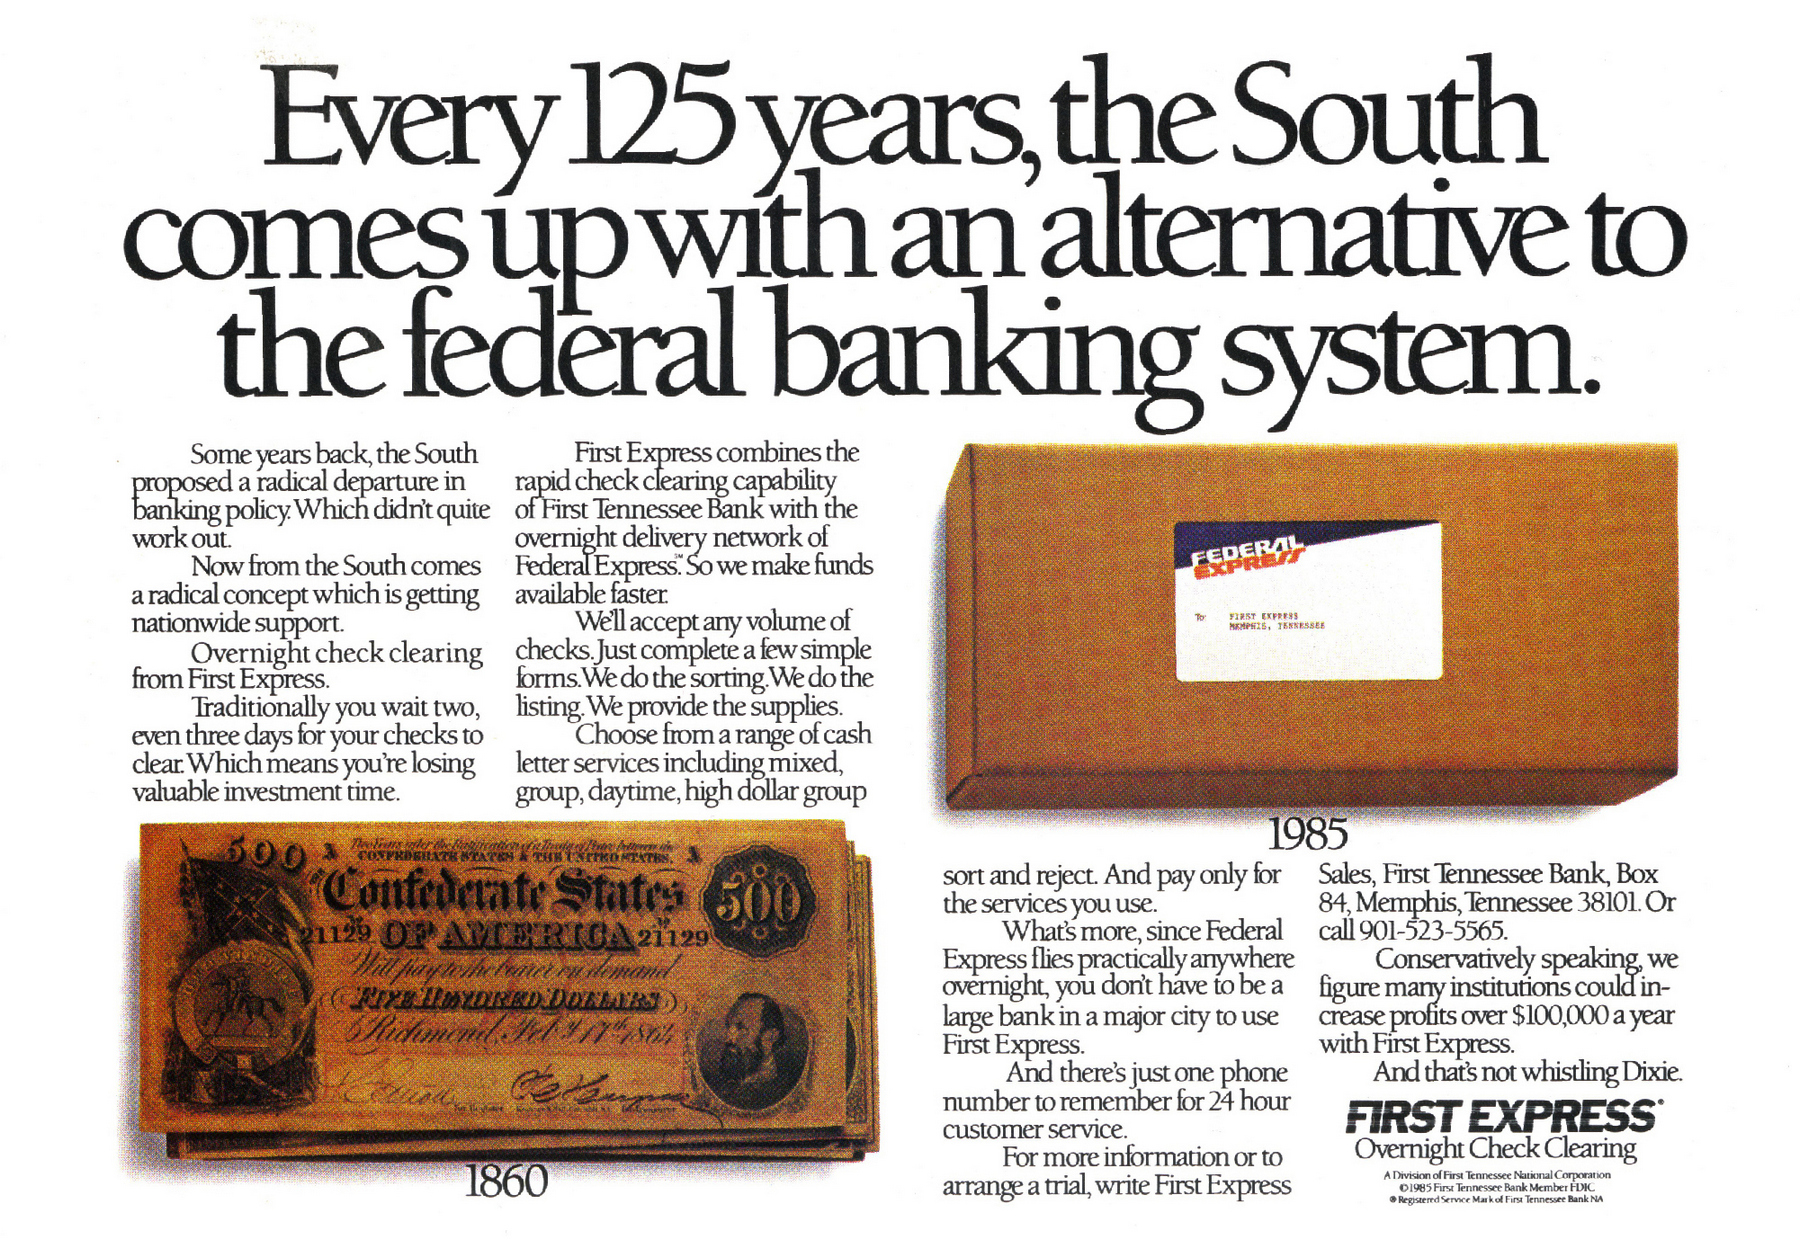 Every 125 years, the South
comes up with an alternative to
the federal banking system.
Some years back, the South
proposed a radical departure in
banking policy. Which didn't quite
work out.
Now from the South comes
a radical concept which is getting
nationwide support.
Overnight check clearing
from First Express.
Traditionally you wait two,
even three days for your checks to
clear. Which means you're losing
valuable investment time.
First Express combines the
rapid check clearing capability
of First Tennessee Bank with the
overnight delivery network of
Federal Express.℠ So we make funds
available faster.
We'll accept any volume of
checks. Just complete a few simple
forms. We do the sorting. We do the
listing. We provide the supplies.
Choose from a range of cash
letter services including mixed,
group, daytime, high dollar group
500
CONFEDERATE STATES & THE UNITED STATES.
Confederate States
500
21129 OF AMERICA 21129
Will pay to the bearer on demand
FIVE HUNDRED DOLLARS
Richmond, Feby 17th 1864
1860
FEDERAL
EXPRESS
To FIRST EXPRESS
MEMPHIS, TENNESSEE
1985
sort and reject. And pay only for
the services you use.
What's more, since Federal
Express flies practically anywhere
overnight, you don't have to be a
large bank in a major city to use
First Express.
And there's just one phone
number to remember for 24 hour
customer service.
For more information or to
arrange a trial, write First Express
Sales, First Tennessee Bank, Box
84, Memphis, Tennessee 38101. Or
call 901-523-5565.
Conservatively speaking, we
figure many institutions could in-
crease profits over $100,000 a year
with First Express.
And that's not whistling Dixie.
FIRST EXPRESS®
Overnight Check Clearing
A Division of First Tennessee National Corporation
©1985 First Tennessee Bank Member FDIC
® Registered Service Mark of First Tennessee Bank NA